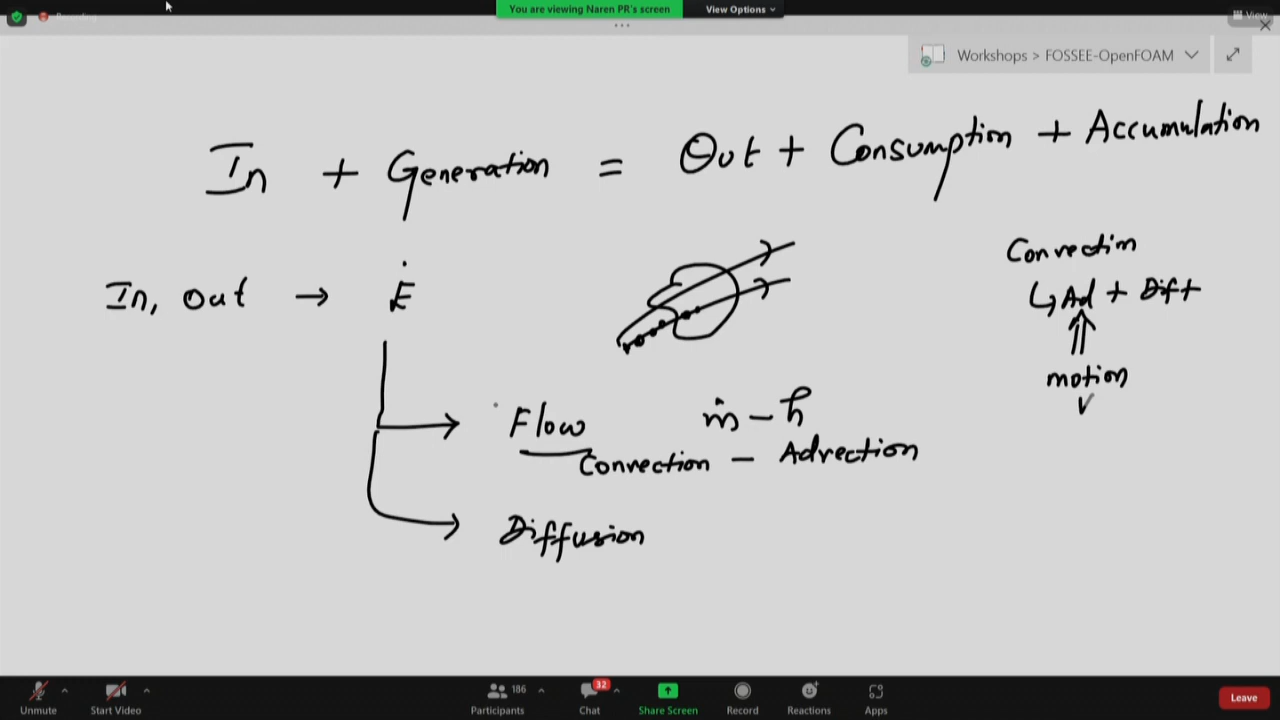 You are viewing Naren PR's screen View Options
Recording
View
Workshops > FOSSEE-OpenFOAM
In + Generation = Out + Consumption + Accumulation
Convection
In, out → Ė
↳ Ad + Diff
motion
Flow ṁ - h
Convection - Advection
Diffusion
Unmute Start Video 186 Participants 32 Chat Share Screen Record Reactions Apps Leave